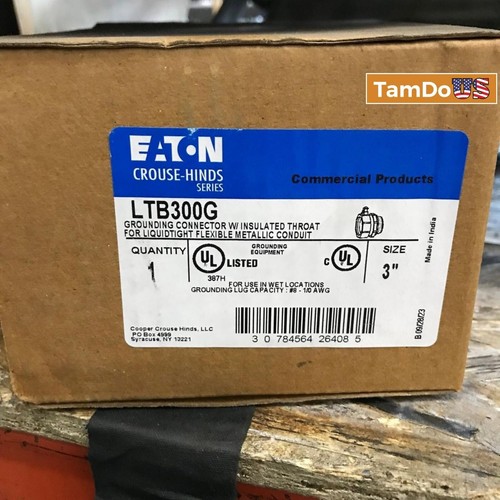 TamDo US
EATON
CROUSE-HINDS
SERIES
Commercial Products
LTB300G
GROUNDING CONNECTOR W/ INSULATED THROAT
FOR LIQUIDTIGHT FLEXIBLE METALLIC CONDUIT
QUANTITY
1
UL LISTED
387H
GROUNDING
EQUIPMENT
C UL
SIZE
3"
FOR USE IN WET LOCATIONS
GROUNDING LUG CAPACITY : #8 - 1/0 AWG
Cooper Crouse Hinds, LLC
PO Box 4999
Syracuse, NY 13221
3 0 784564 26408 5
Made in India
B 09/28/23